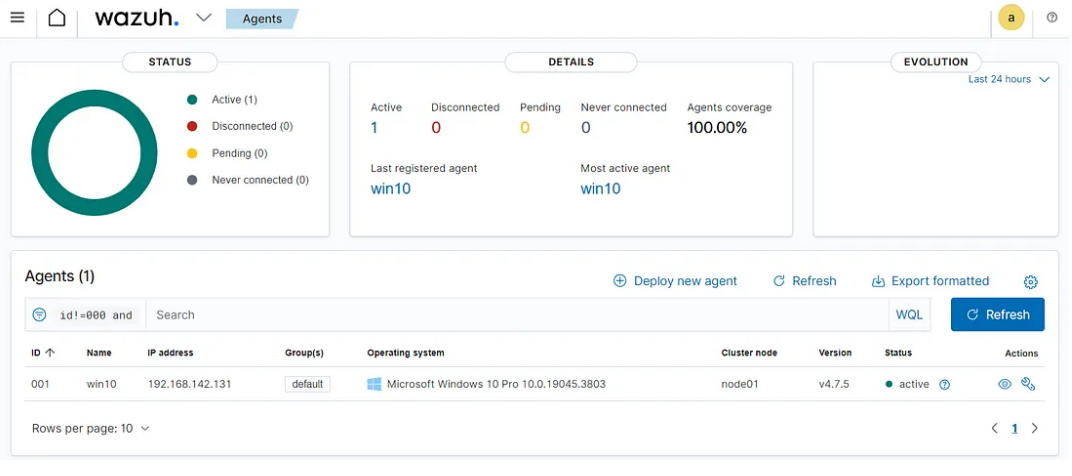 wazuh. Agents a
STATUS
Active (1)
Disconnected (0)
Pending (0)
Never connected (0)
DETAILS
Active Disconnected Pending Never connected Agents coverage
1 0 0 0 100.00%
Last registered agent Most active agent
win10 win10
EVOLUTION
Last 24 hours
Agents (1)
Deploy new agent Refresh Export formatted
id!=000 and Search WQL Refresh
ID Name IP address Group(s) Operating system Cluster node Version Status Actions
001 win10 192.168.142.131 default Microsoft Windows 10 Pro 10.0.19045.3803 node01 v4.7.5 active
Rows per page: 10 1